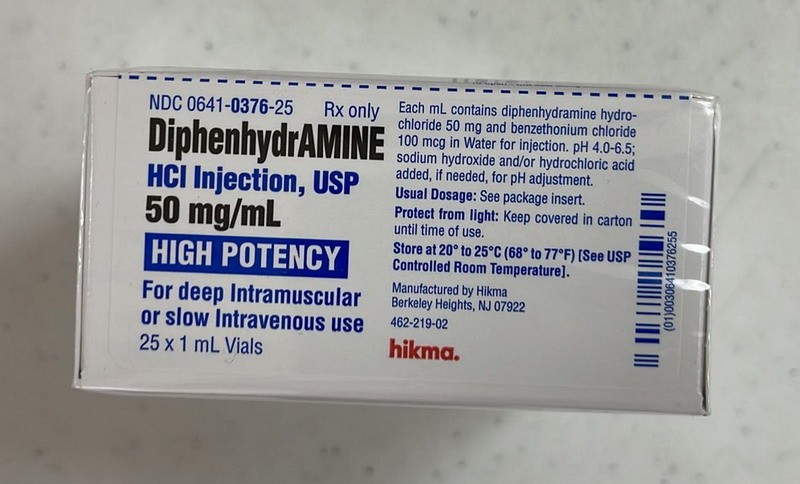 NDC 0641-0376-25 Rx only
DiphenhydrAMINE
HCl Injection, USP
50 mg/mL
HIGH POTENCY
For deep Intramuscular
or slow Intravenous use
25 x 1 mL Vials
Each mL contains diphenhydramine hydro-
chloride 50 mg and benzethonium chloride
100 mcg in Water for injection. pH 4.0-6.5;
sodium hydroxide and/or hydrochloric acid
added, if needed, for pH adjustment.
Usual Dosage: See package insert.
Protect from light: Keep covered in carton
until time of use.
Store at 20° to 25°C (68° to 77°F) [See USP
Controlled Room Temperature].
Manufactured by Hikma
Berkeley Heights, NJ 07922
462-219-02
hikma.
(01)00306410376255